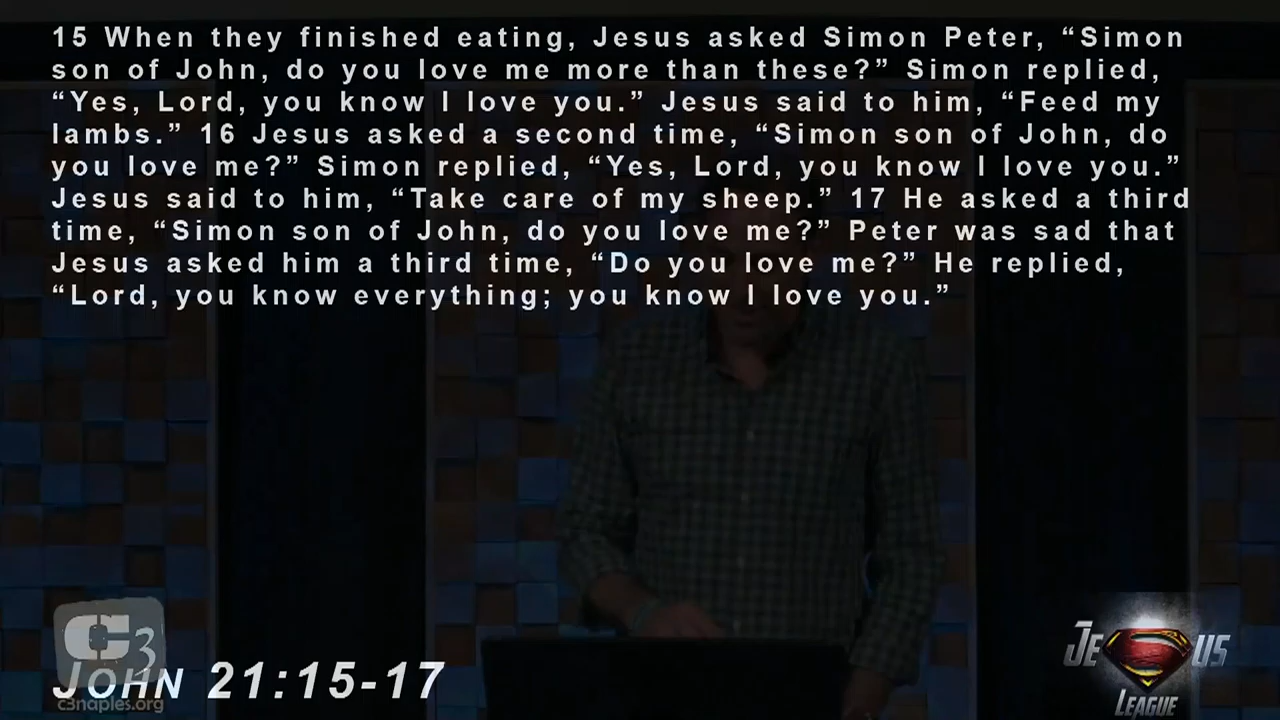 15 When they finished eating, Jesus asked Simon Peter, “Simon
son of John, do you love me more than these?” Simon replied,
“Yes, Lord, you know I love you.” Jesus said to him, “Feed my
lambs.” 16 Jesus asked a second time, “Simon son of John, do
you love me?” Simon replied, “Yes, Lord, you know I love you.”
Jesus said to him, “Take care of my sheep.” 17 He asked a third
time, “Simon son of John, do you love me?” Peter was sad that
Jesus asked him a third time, “Do you love me?” He replied,
“Lord, you know everything; you know I love you.”
C3
JOHN 21:15-17
c3naples.org
JESUS
LEAGUE